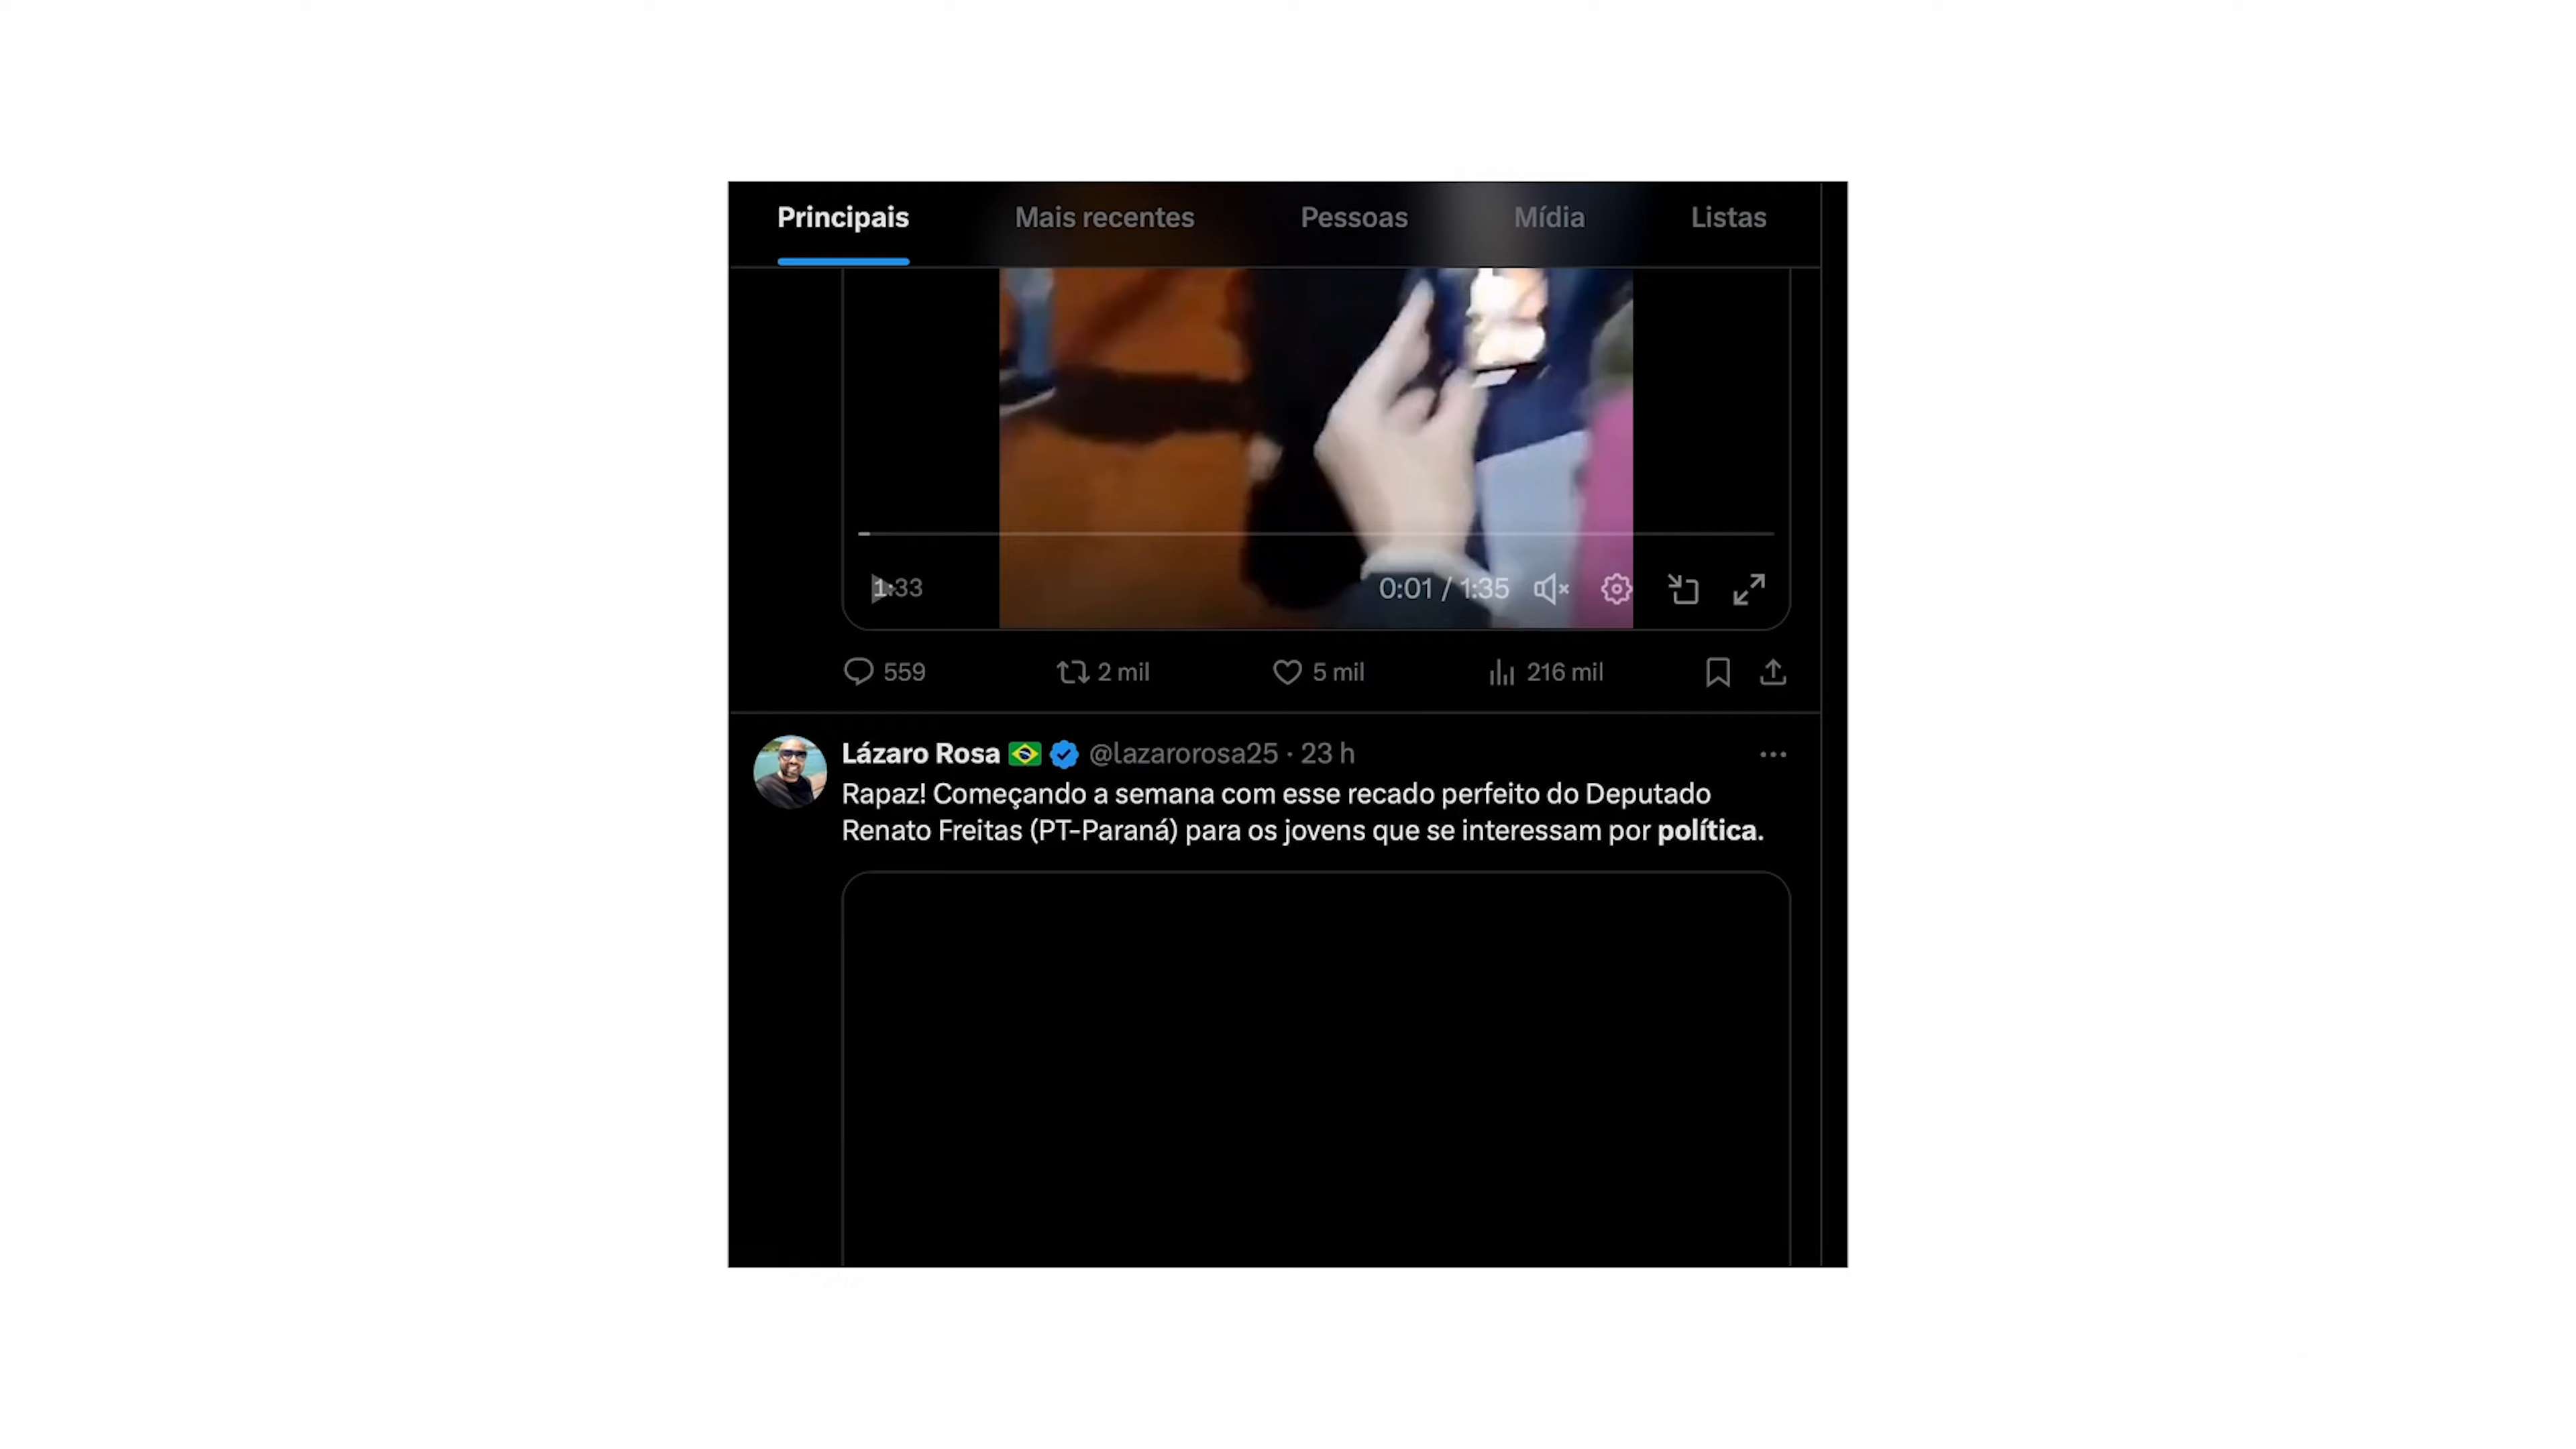 Principais Mais recentes Pessoas Mídia Listas
1:33 0:01 / 1:35
559 2 mil 5 mil 216 mil
Lázaro Rosa @lazarorosa25 · 23 h
Rapaz! Começando a semana com esse recado perfeito do Deputado
Renato Freitas (PT-Paraná) para os jovens que se interessam por política.